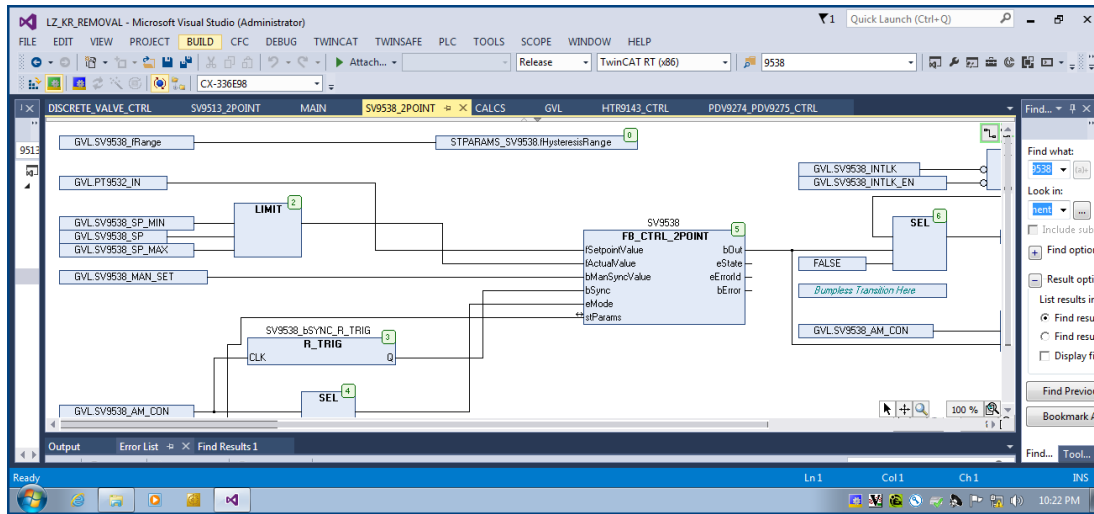 LZ_KR_REMOVAL - Microsoft Visual Studio (Administrator)
1
Quick Launch (Ctrl+Q)
FILE EDIT VIEW PROJECT BUILD CFC DEBUG TWINCAT TWINSAFE PLC TOOLS SCOPE WINDOW HELP
Attach... Release TwinCAT RT (x86) 9538
CX-336E98
DISCRETE_VALVE_CTRL SV9513_2POINT MAIN SV9538_2POINT CALCS GVL HTR9143_CTRL PDV9274_PDV9275_CTRL
Find...
9513
GVL.SV9538_fRange
STPARAMS_SV9538.fHysteresisRange
0
GVL.PT9532_IN
LIMIT
2
GVL.SV9538_SP_MIN
GVL.SV9538_SP
GVL.SV9538_SP_MAX
GVL.SV9538_MAN_SET
SV9538
FB_CTRL_2POINT
5
fSetpointValue bOut
fActualValue eState
bManSyncValue eErrorId
bSync bError
eMode
stParams
SV9538_bSYNC_R_TRIG
R_TRIG
3
CLK Q
SEL
4
GVL.SV9538_AM_CON
GVL.SV9538_INTLK
GVL.SV9538_INTLK_EN
SEL
6
FALSE
Bumpless Transition Here
GVL.SV9538_AM_CON
100 %
Find what:
9538
Look in:
Include sub
Find optio
Result opti
List results in
Find resu
Find resu
Display fi
Find Previou
Bookmark A
Find... Tool...
Output Error List Find Results 1
Ready Ln 1 Col 1 Ch 1 INS
10:22 PM